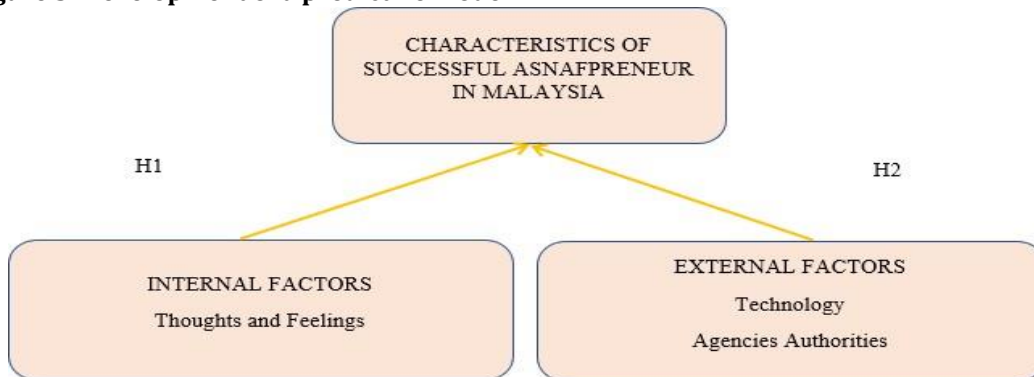 CHARACTERISTICS OF
SUCCESSFUL ASNAFPRENEUR
IN MALAYSIA
H1
H2
INTERNAL FACTORS
Thoughts and Feelings
EXTERNAL FACTORS
Technology
Agencies Authorities